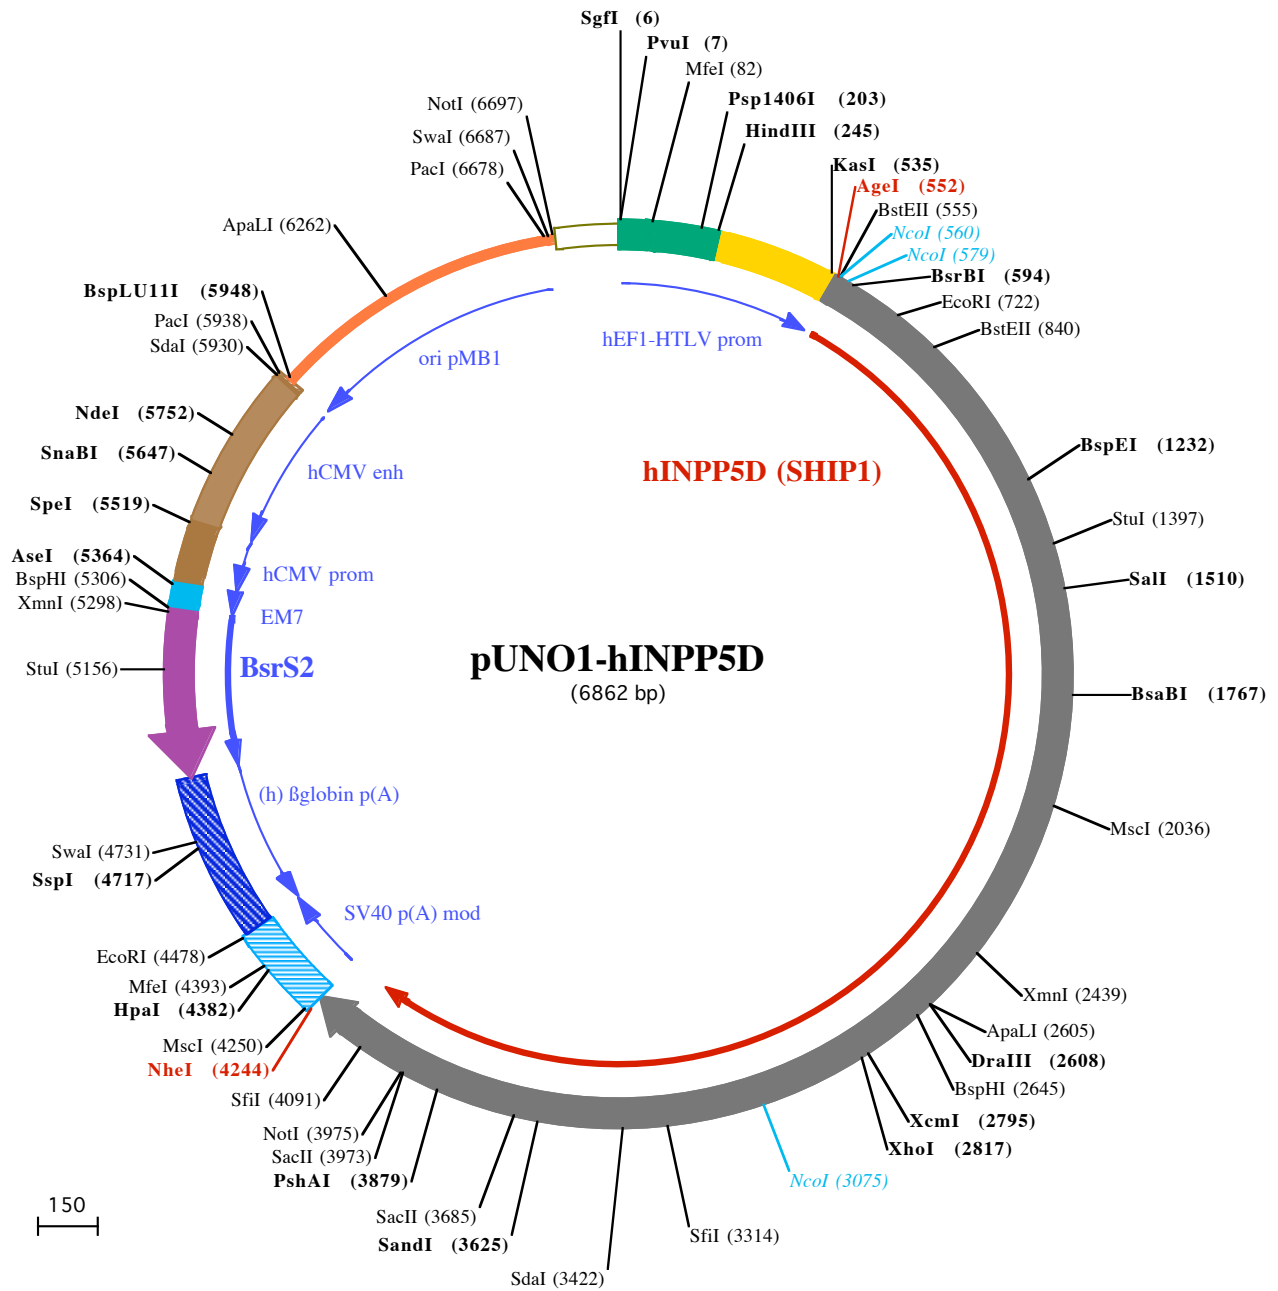 SgfI (6)
PvuI (7)
MfeI (82)
Psp1406I (203)
HindIII (245)
KasI (535)
AgeI (552)
BstEII (555)
NcoI (560)
NcoI (579)
BsrBI (594)
EcoRI (722)
BstEII (840)
BspEI (1232)
StuI (1397)
SalI (1510)
BsaBI (1767)
MscI (2036)
XmnI (2439)
ApaLI (2605)
DraIII (2608)
BspHI (2645)
XcmI (2795)
XhoI (2817)
NcoI (3075)
SfiI (3314)
SdaI (3422)
SandI (3625)
SacII (3685)
PshAI (3879)
SacII (3973)
NotI (3975)
SfiI (4091)
NheI (4244)
MscI (4250)
HpaI (4382)
MfeI (4393)
EcoRI (4478)
SspI (4717)
SwaI (4731)
StuI (5156)
XmnI (5298)
BspHI (5306)
AseI (5364)
SpeI (5519)
SnaBI (5647)
NdeI (5752)
SdaI (5930)
PacI (5938)
BspLU11I (5948)
ApaLI (6262)
PacI (6678)
SwaI (6687)
NotI (6697)
hEF1-HTLV prom
ori pMB1
hCMV enh
hINPP5D (SHIP1)
hCMV prom
EM7
BsrS2
pUNO1-hINPP5D
(6862 bp)
(h) ßglobin p(A)
SV40 p(A) mod
150